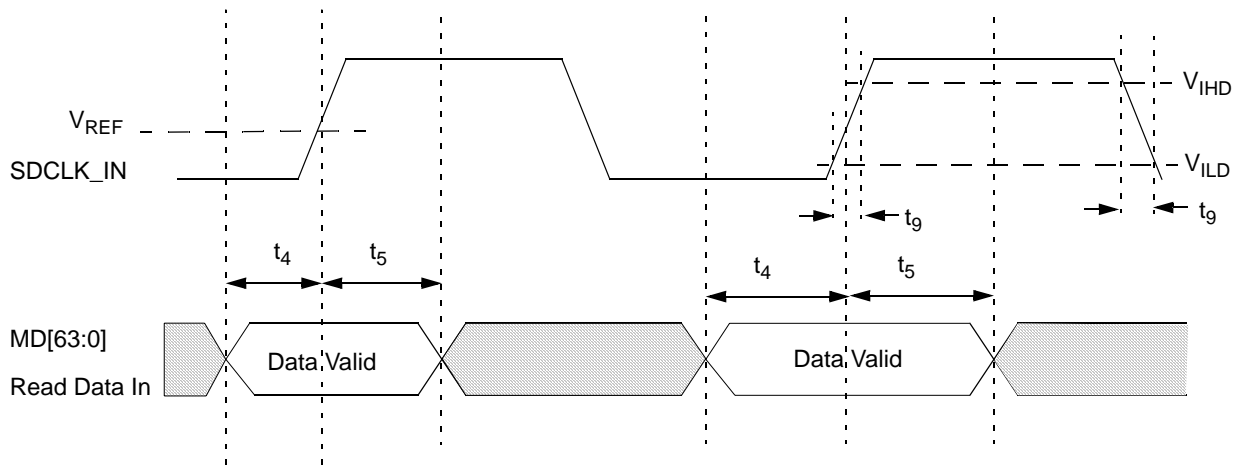 V_REF
SDCLK_IN
V_IHD
V_ILD
t_9
t_9
t_4
t_5
t_4
t_5
MD[63:0]
Read Data In
Data Valid
Data Valid